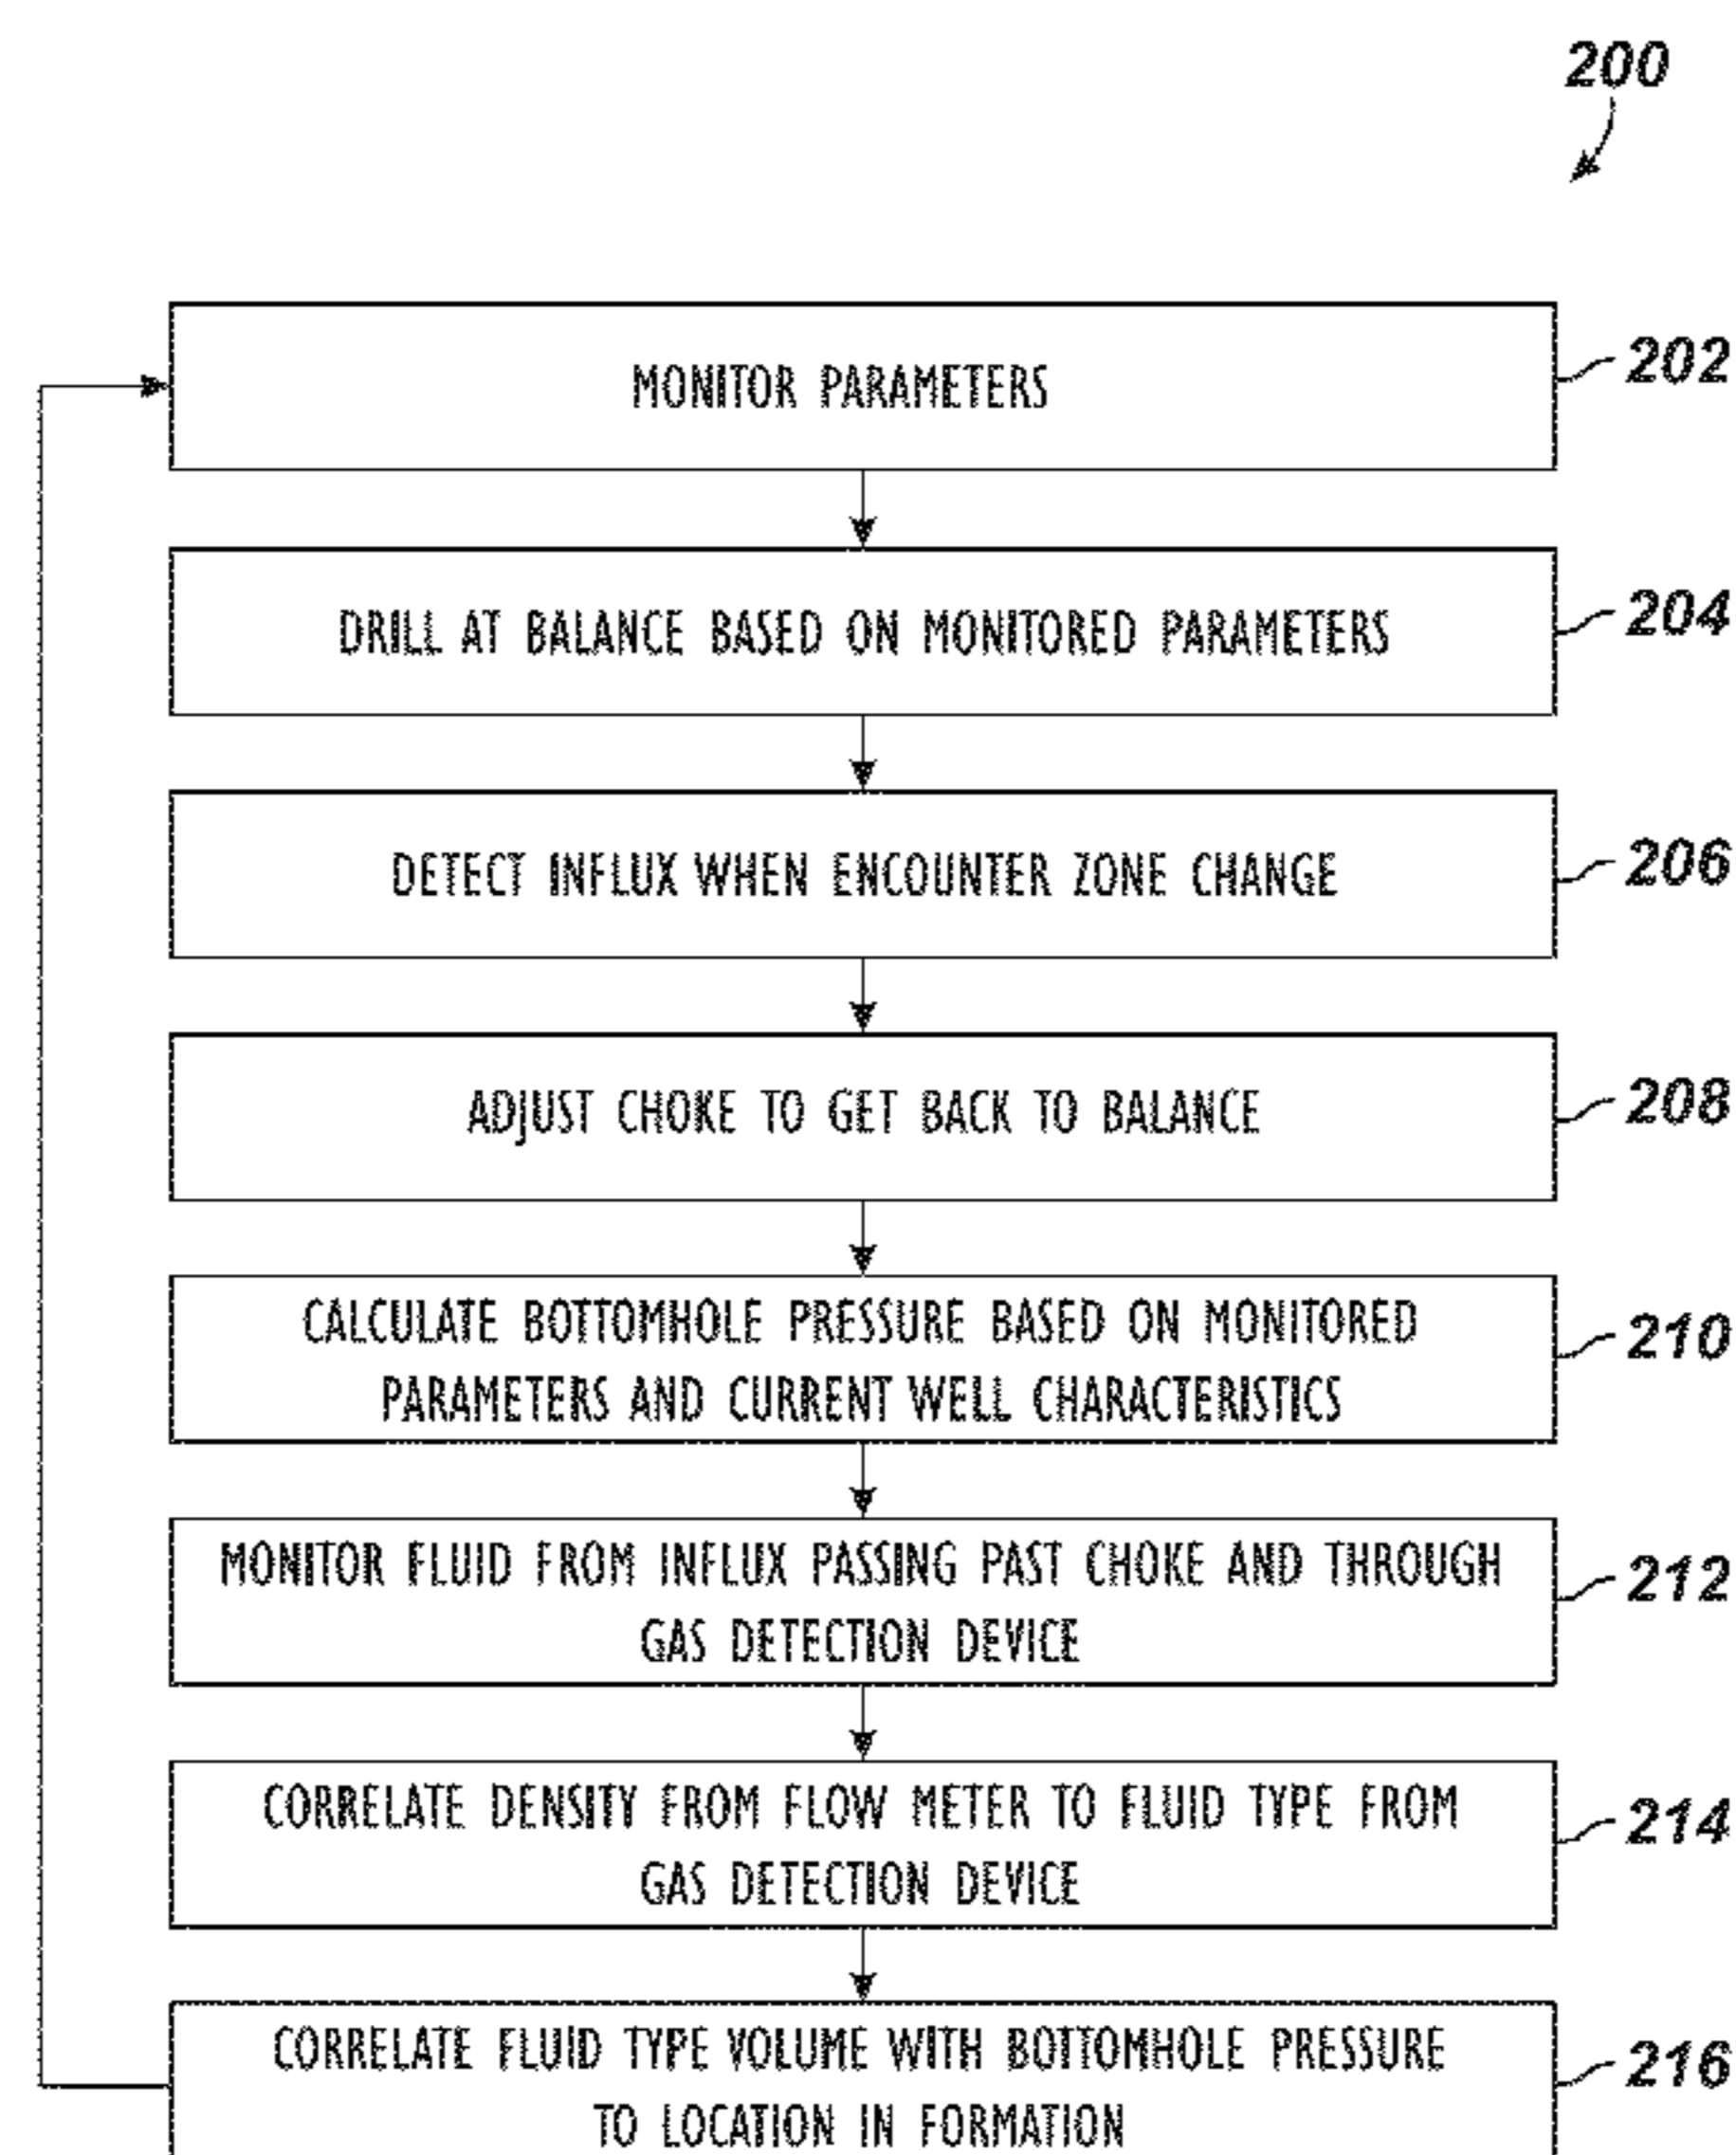 200
MONITOR PARAMETERS
202
DRILL AT BALANCE BASED ON MONITORED PARAMETERS
204
DETECT INFLUX WHEN ENCOUNTER ZONE CHANGE
206
ADJUST CHOKE TO GET BACK TO BALANCE
208
CALCULATE BOTTOMHOLE PRESSURE BASED ON MONITORED
PARAMETERS AND CURRENT WELL CHARACTERISTICS
210
MONITOR FLUID FROM INFLUX PASSING PAST CHOKE AND THROUGH
GAS DETECTION DEVICE
212
CORRELATE DENSITY FROM FLOW METER TO FLUID TYPE FROM
GAS DETECTION DEVICE
214
CORRELATE FLUID TYPE VOLUME WITH BOTTOMHOLE PRESSURE
TO LOCATION IN FORMATION
216